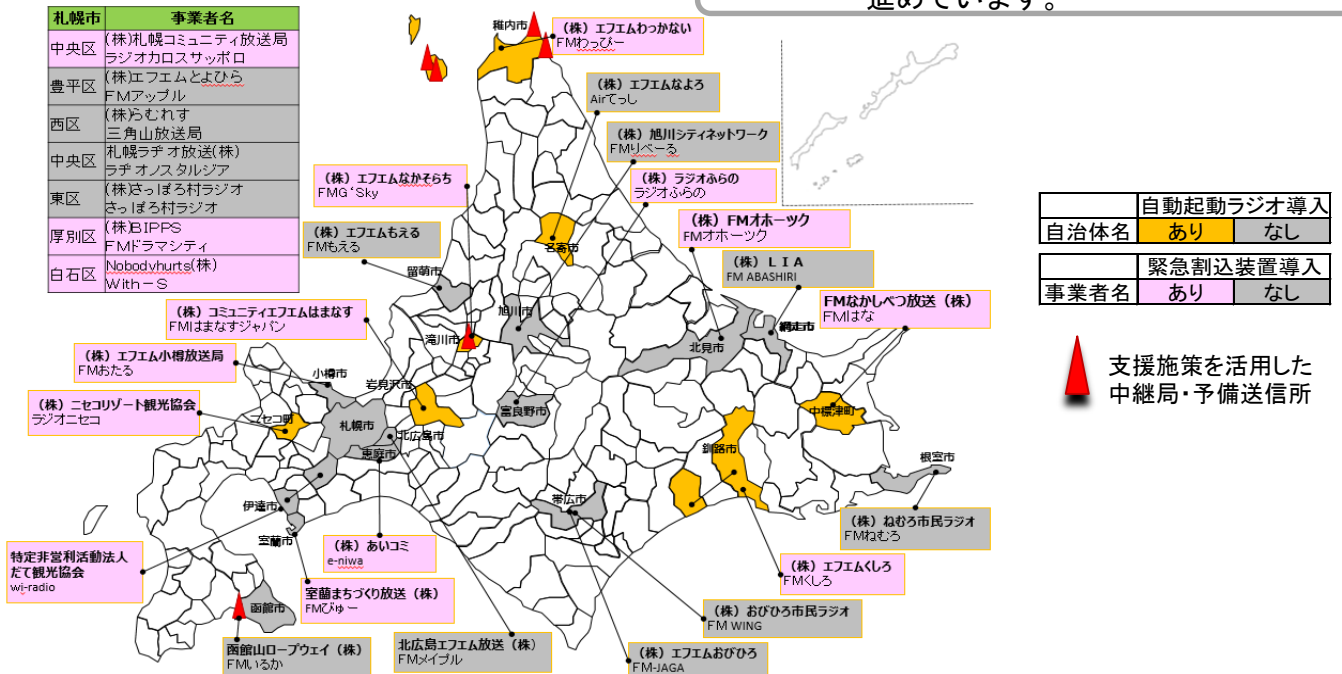 進めています。
札幌市 事業者名
中央区 (株)札幌コミュニティ放送局
ラジオカロスサッポロ
豊平区 (株)エフエムとよひら
FMアップル
西区 (株)らむれす
三角山放送局
中央区 札幌ラヂオ放送(株)
ラヂオノスタルジア
東区 (株)さっぽろ村ラジオ
さっぽろ村ラジオ
厚別区 (株)BIPPS
FMドラマシティ
白石区 Nobodyhurts(株)
With－S
稚内市
(株) エフエムわっかない
FMわっぴー
(株) エフエムなよろ
Airてっし
(株) 旭川シティネットワーク
FMりべーる
(株) ラジオふらの
ラジオふらの
(株) エフエムなかそらち
FMG‘Sky
(株) FMオホーツク
FMオホーツク
(株) エフエムもえる
FMもえる
(株) ＬＩＡ
FM ABASHIRI
FMなかしべつ放送 (株)
FMはな
(株) コミュニティエフエムはまなす
FMはまなすジャパン
(株) エフエム小樽放送局
FMおたる
(株) ニセコリゾート観光協会
ラジオニセコ
名寄市
留萌市
旭川市
滝川市
網走市
北見市
小樽市
岩見沢市
ニセコ町
札幌市
北広島市
恵庭市
富良野市
中標津町
釧路市
根室市
帯広市
伊達市
室蘭市
函館市
特定非営利活動法人
だて観光協会
wi-radio
(株) あいコミ
e-niwa
室蘭まちづくり放送 (株)
FMびゅー
函館山ロープウェイ (株)
FMいるか
北広島エフエム放送 (株)
FMメイプル
(株) エフエムおびひろ
FM-JAGA
(株) おびひろ市民ラジオ
FM WING
(株) エフエムくしろ
FMくしろ
(株) ねむろ市民ラジオ
FMねむろ
自動起動ラジオ導入
自治体名 あり なし
緊急割込装置導入
事業者名 あり なし
支援施策を活用した
中継局・予備送信所